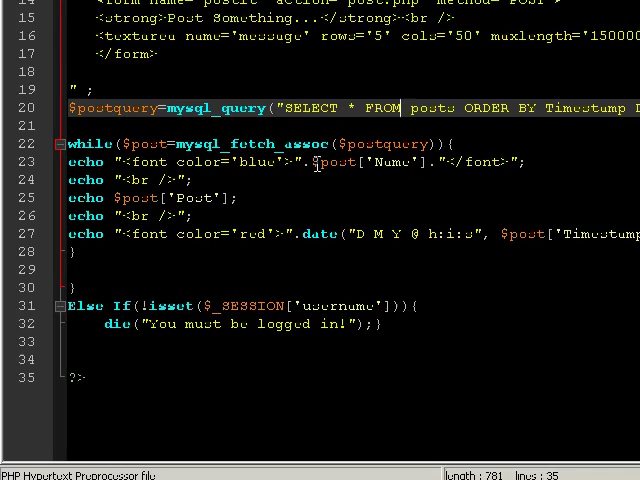 14 <form name='postit' action='post.php' method='POST'>
15 <strong>Post Something...</strong><br />
16 <textarea name='message' rows='5' cols='50' maxlength='150000
17 </form>
18
19 " ;
20 $postquery=mysql_query("SELECT * FROM posts ORDER BY Timestamp D
21
22 while($post=mysql_fetch_assoc($postquery)){
23 echo "<font color='blue'>".$post['Name']."</font>";
24 echo "<br />";
25 echo $post['Post'];
26 echo "<br />";
27 echo "<font color='red'>".date("D M Y @ h:i:s", $post['Timestamp
28 }
29
30 }
31 Else If(!isset($_SESSION['username'])){
32 die("You must be logged in!");}
33
34
35 ?>
PHP Hypertext Preprocessor file
length : 781 lines : 35